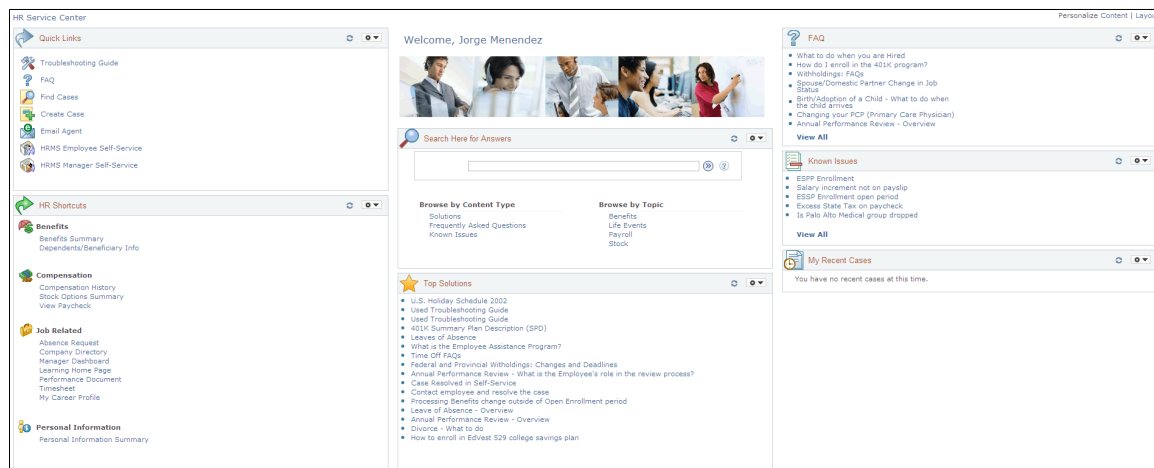 HR Service Center
Personalize Content | Layou
Quick Links
Troubleshooting Guide
FAQ
Find Cases
Create Case
Email Agent
HRMS Employee Self-Service
HRMS Manager Self-Service
HR Shortcuts
Benefits
Benefits Summary
Dependents/Beneficiary Info
Compensation
Compensation History
Stock Options Summary
View Paycheck
Job Related
Absence Request
Company Directory
Manager Dashboard
Learning Home Page
Performance Document
Timesheet
My Career Profile
Personal Information
Personal Information Summary
Welcome, Jorge Menendez
Search Here for Answers
Browse by Content Type
Solutions
Frequently Asked Questions
Known Issues
Browse by Topic
Benefits
Life Events
Payroll
Stock
Top Solutions
U.S. Holiday Schedule 2002
Used Troubleshooting Guide
Used Troubleshooting Guide
401K Summary Plan Description (SPD)
Leaves of Absence
What is the Employee Assistance Program?
Time Off FAQs
Federal and Provincial Witholdings: Changes and Deadlines
Annual Performance Review - What is the Employee's role in the review process?
Case Resolved in Self-Service
Contact employee and resolve the case
Processing Benefits change outside of Open Enrollment period
Leave of Absence - Overview
Annual Performance Review - Overview
Divorce - What to do
How to enroll in EdVest 529 college savings plan
FAQ
What to do when you are Hired
How do I enroll in the 401K program?
Withholdings: FAQs
Spouse/Domestic Partner Change in Job
Status
Birth/Adoption of a Child - What to do when
the child arrives
Changing your PCP (Primary Care Physician)
Annual Performance Review - Overview
View All
Known Issues
ESPP Enrollment
Salary increment not on payslip
ESSP Enrollment open period
Excess State Tax on paycheck
Is Palo Alto Medical group dropped
View All
My Recent Cases
You have no recent cases at this time.